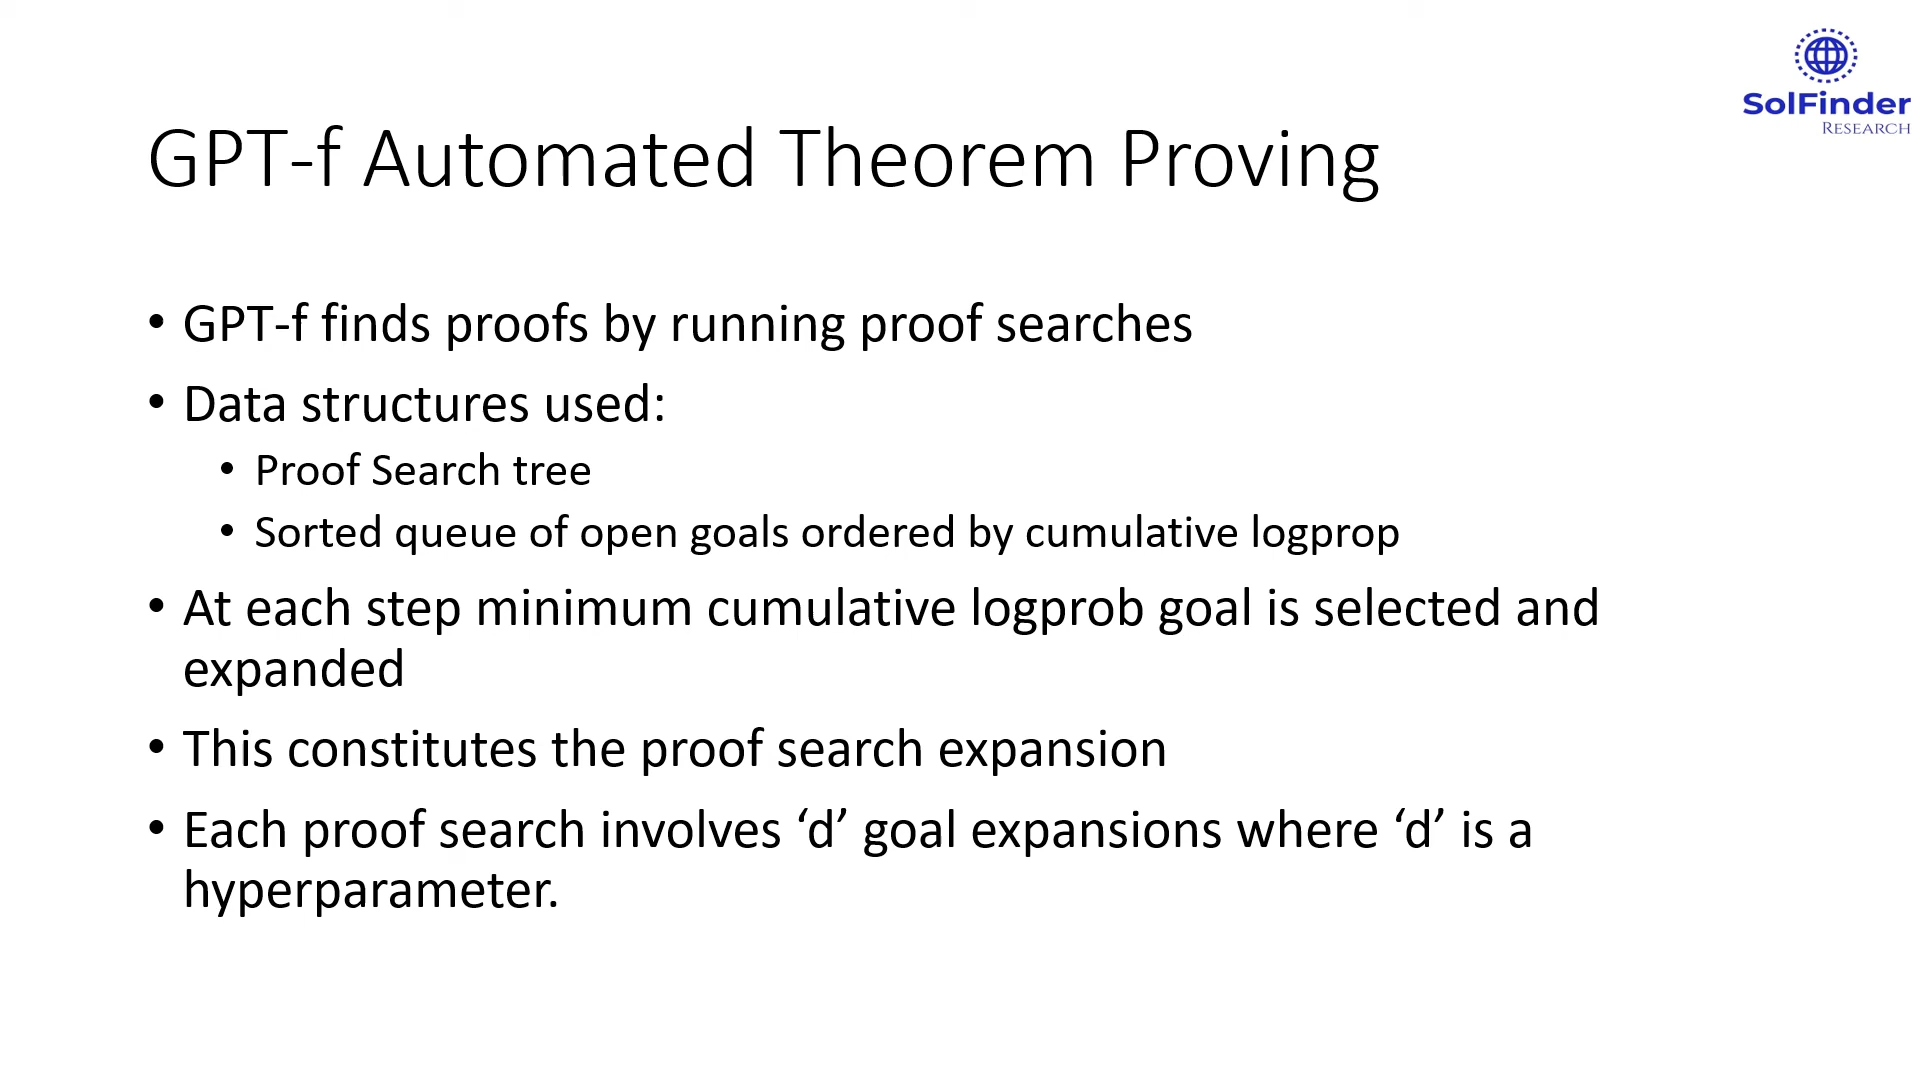 SolFinder
RESEARCH
GPT-f Automated Theorem Proving
• GPT-f finds proofs by running proof searches
• Data structures used:
• Proof Search tree
• Sorted queue of open goals ordered by cumulative logprop
• At each step minimum cumulative logprob goal is selected and
expanded
• This constitutes the proof search expansion
• Each proof search involves ‘d’ goal expansions where ‘d’ is a
hyperparameter.